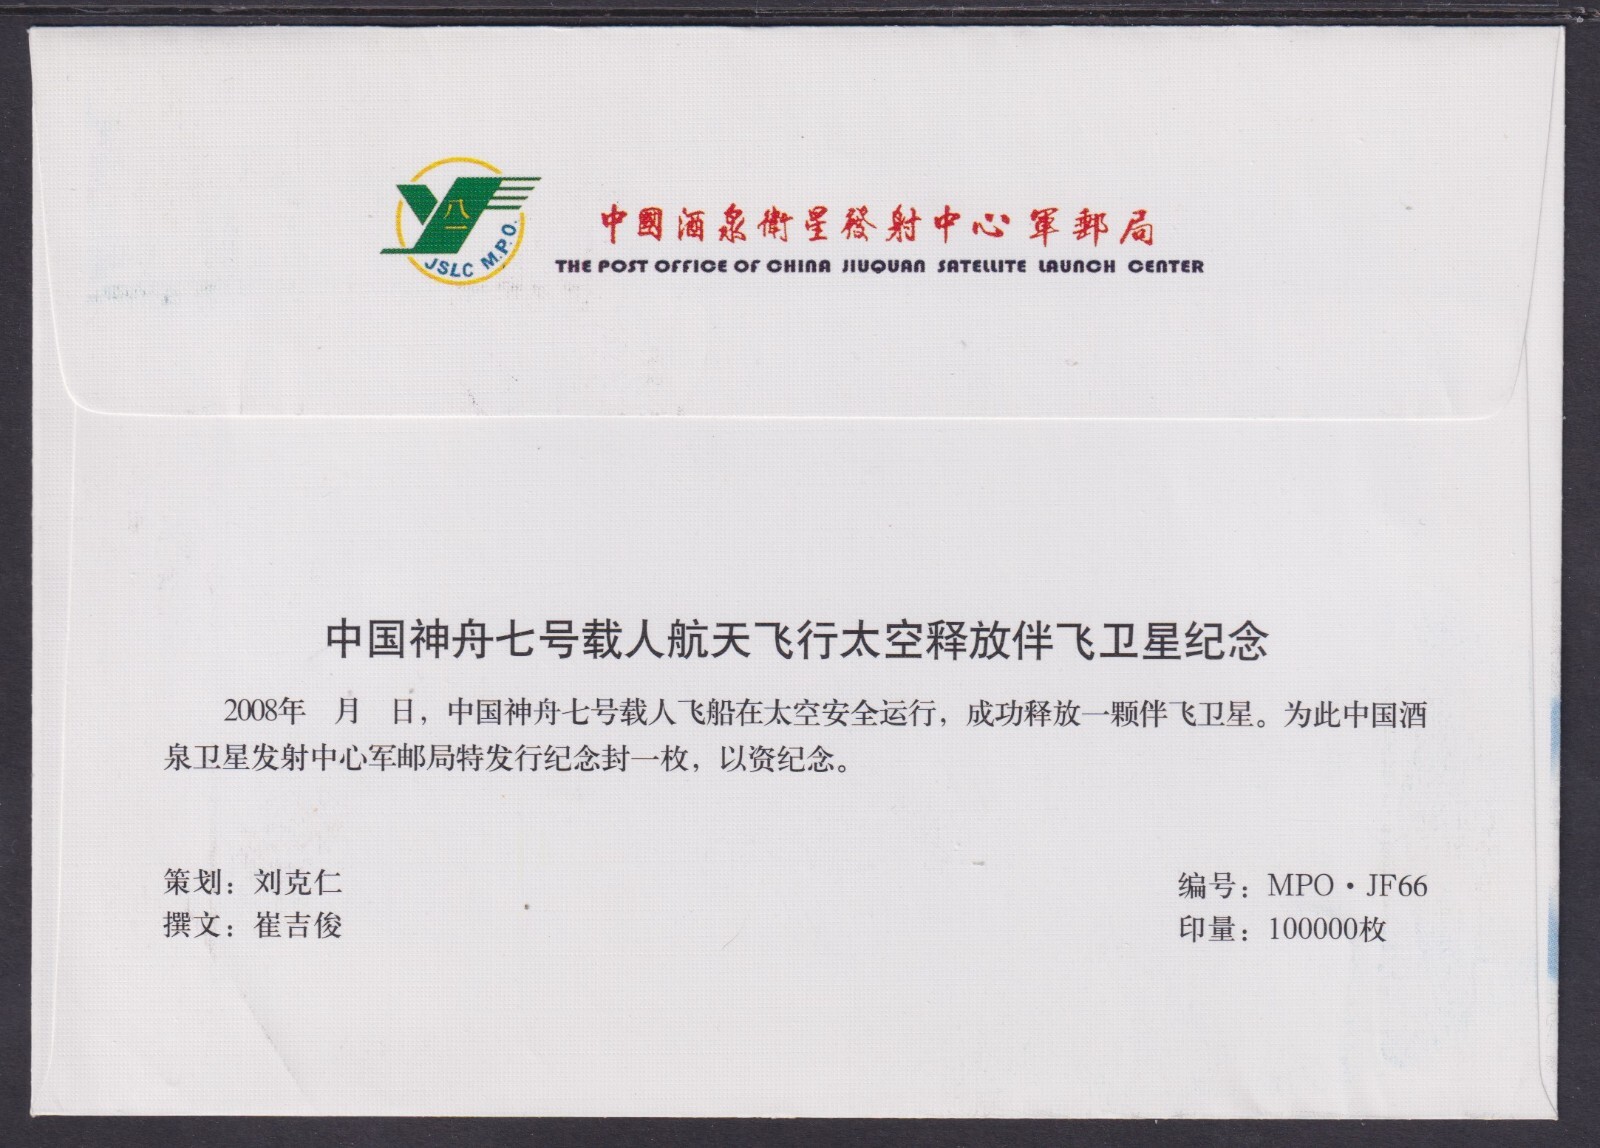 八一
JSLC M.P.O.
中國酒泉衛星發射中心軍郵局
THE POST OFFICE OF CHINA JIUQUAN SATELLITE LAUNCH CENTER
中国神舟七号载人航天飞行太空释放伴飞卫星纪念
2008年　月　日，中国神舟七号载人飞船在太空安全运行，成功释放一颗伴飞卫星。为此中国酒
泉卫星发射中心军邮局特发行纪念封一枚，以资纪念。
策划：刘克仁
撰文：崔吉俊
编号：MPO·JF66
印量：100000枚